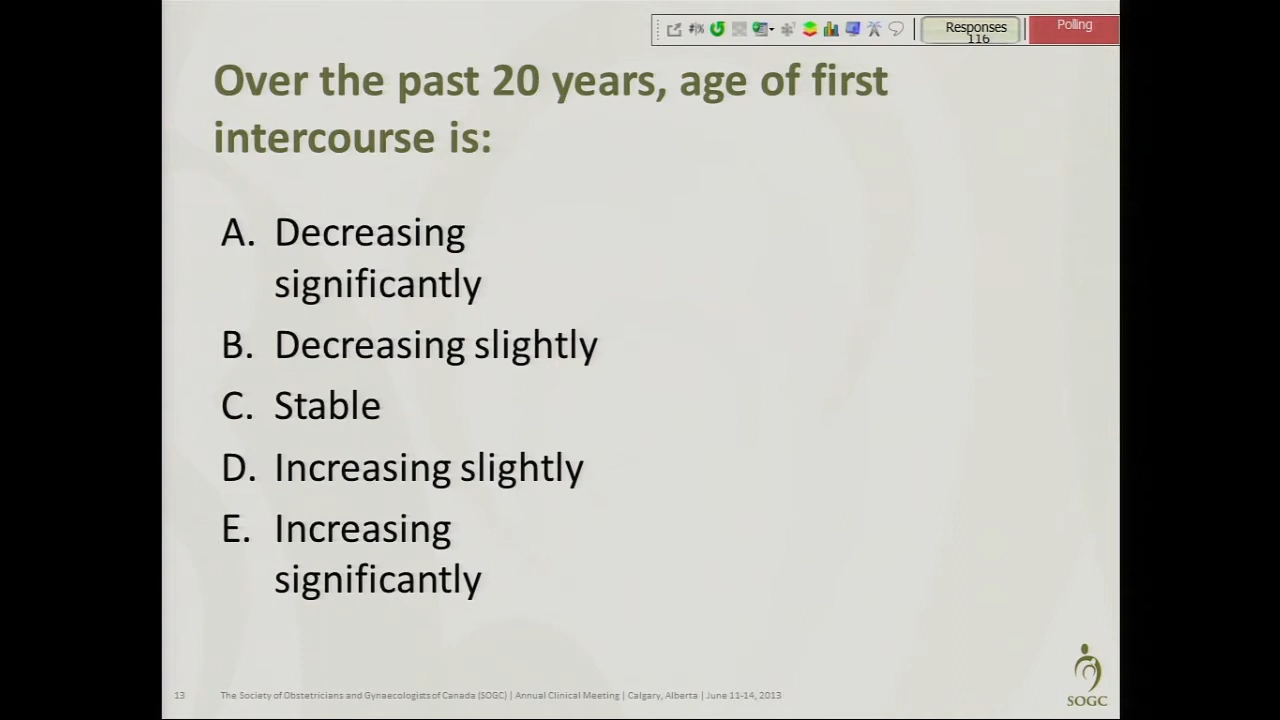 Responses
116
Polling
Over the past 20 years, age of first
intercourse is:
A. Decreasing
significantly
B. Decreasing slightly
C. Stable
D. Increasing slightly
E. Increasing
significantly
13 The Society of Obstetricians and Gynaecologists of Canada (SOGC) | Annual Clinical Meeting | Calgary, Alberta | June 11-14, 2013
SOGC